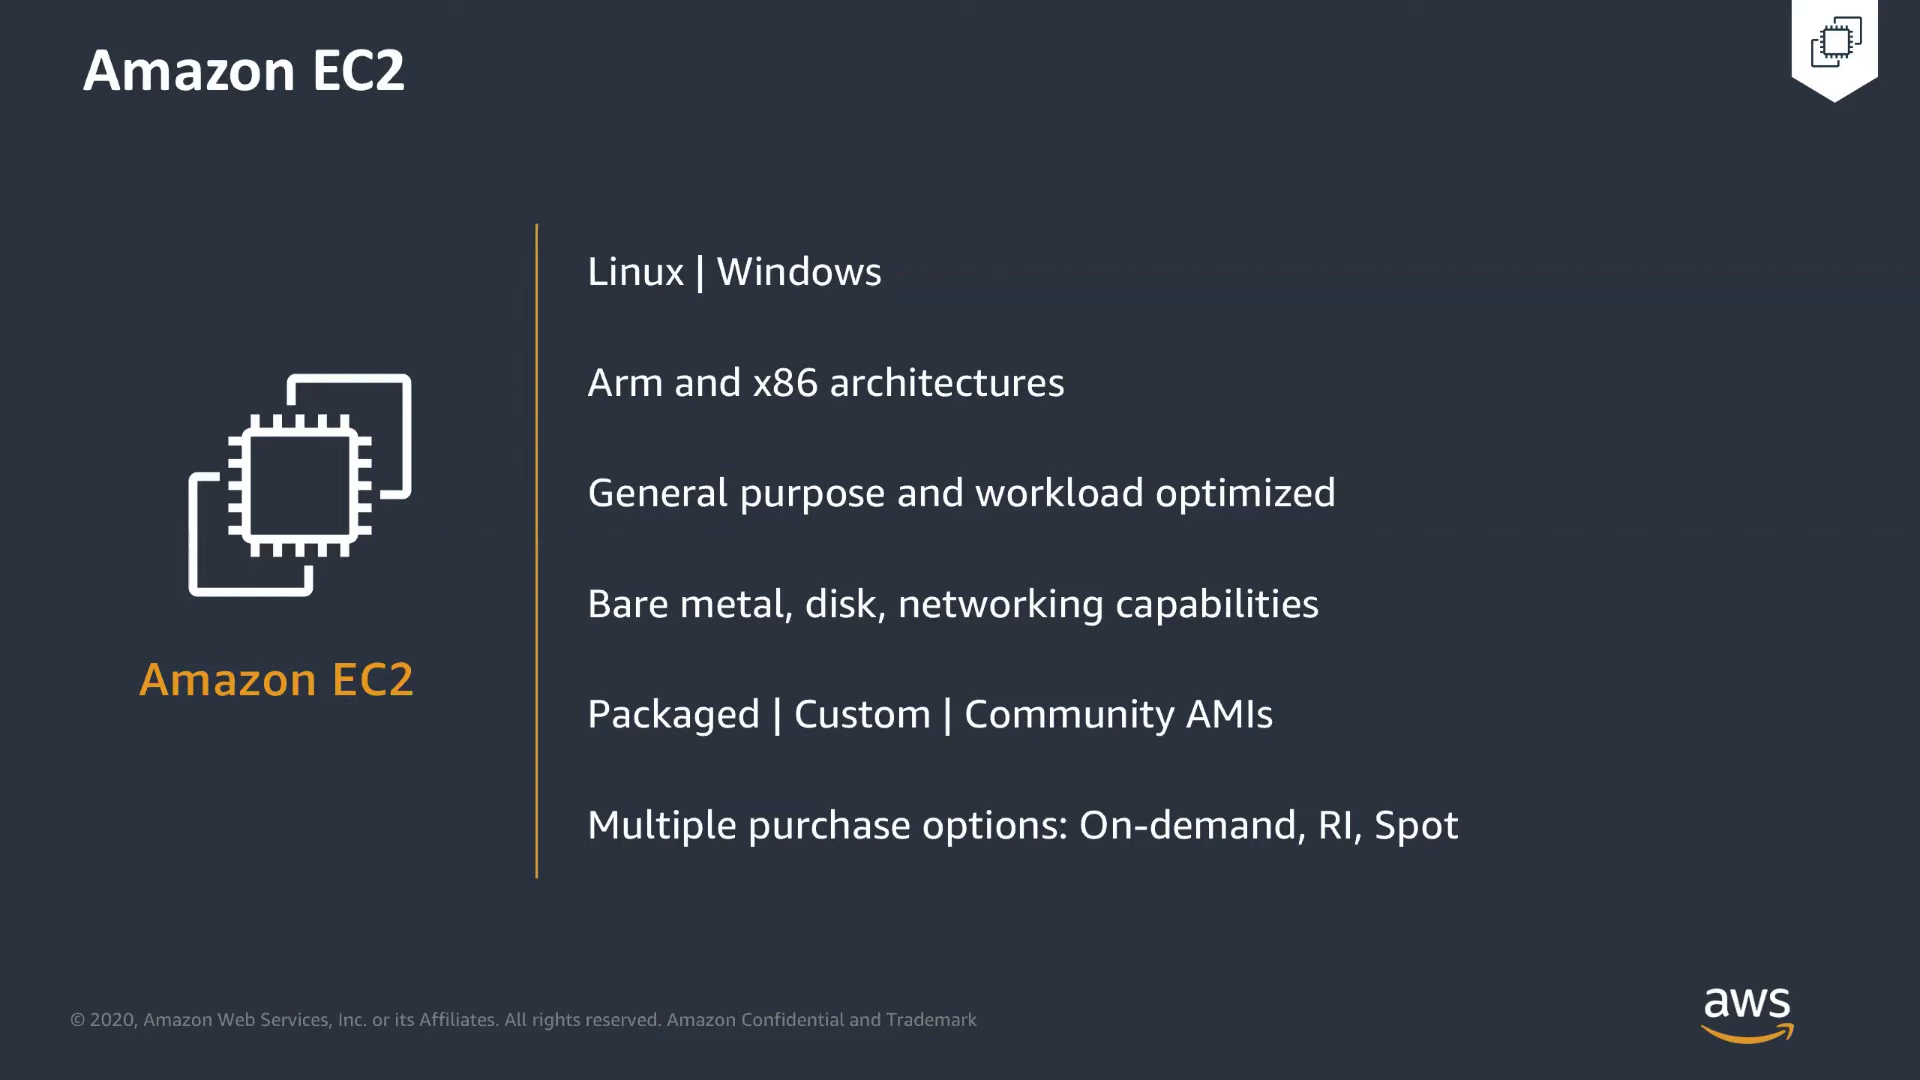 Amazon EC2
Linux | Windows
Arm and x86 architectures
General purpose and workload optimized
Bare metal, disk, networking capabilities
Packaged | Custom | Community AMIs
Multiple purchase options: On-demand, RI, Spot
Amazon EC2
© 2020, Amazon Web Services, Inc. or its Affiliates. All rights reserved. Amazon Confidential and Trademark
aws